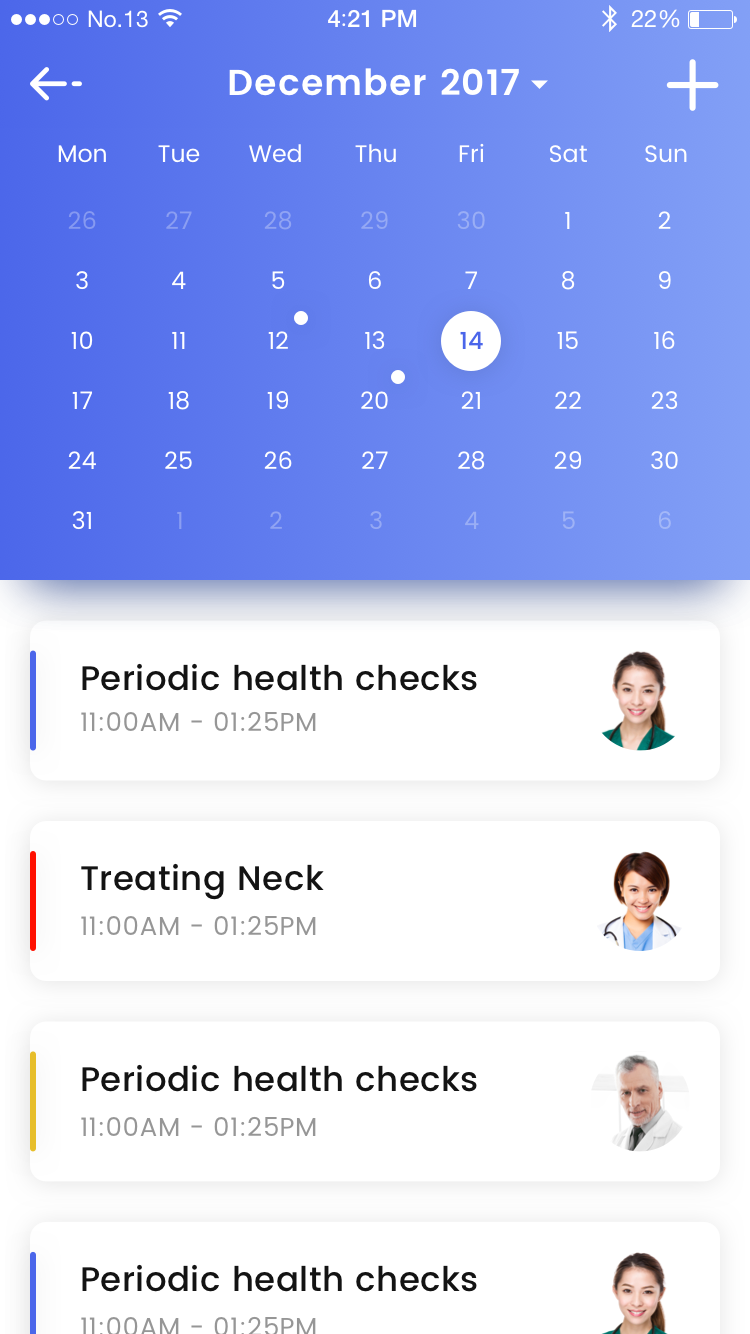 No.13 4:21 PM 22%
December 2017
Mon Tue Wed Thu Fri Sat Sun
26 27 28 29 30 1 2
3 4 5 6 7 8 9
10 11 12 13 14 15 16
17 18 19 20 21 22 23
24 25 26 27 28 29 30
31 1 2 3 4 5 6
Periodic health checks
11:00AM - 01:25PM
Treating Neck
11:00AM - 01:25PM
Periodic health checks
11:00AM - 01:25PM
Periodic health checks
11:00AM - 01:25PM